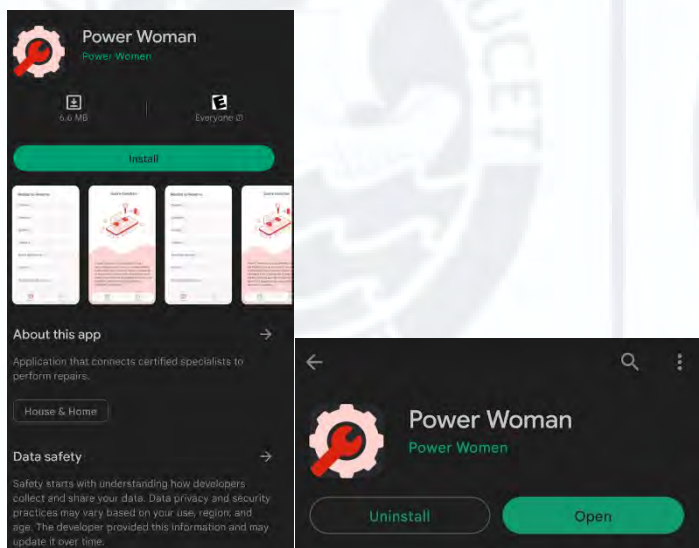 Power Woman
Power Women
6.6 MB
Everyone
Install
About this app
Application that connects certified specialists to
perform repairs.
House & Home
Data safety
Safety starts with understanding how developers
collect and share your data. Data privacy and security
practices may vary based on your use, region, and
age. The developer provided this information and may
update it over time.
Power Woman
Power Women
Uninstall
Open